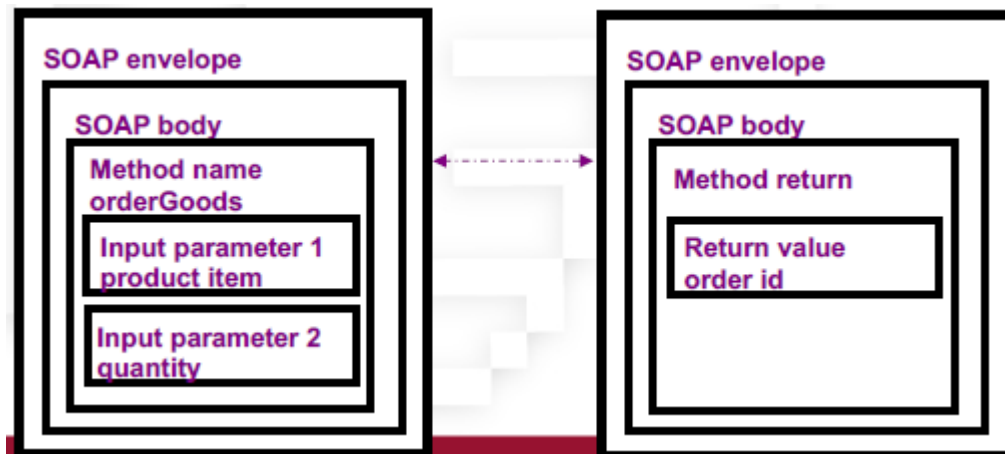 SOAP envelope
SOAP body
Method name
orderGoods
Input parameter 1
product item
Input parameter 2
quantity
SOAP envelope
SOAP body
Method return
Return value
order id